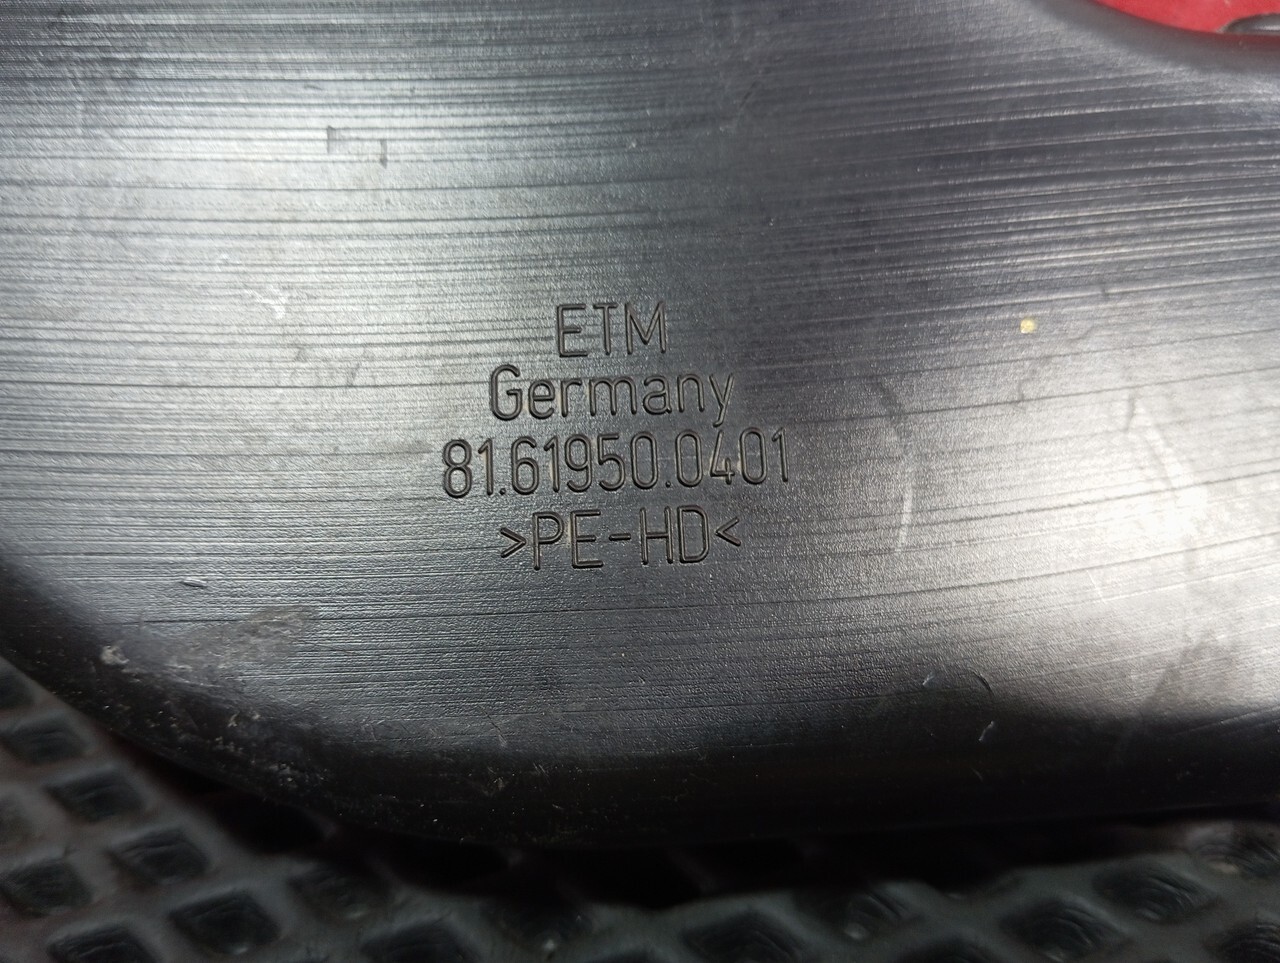 ETM
Germany
81.61950.0401
>PE-HD<